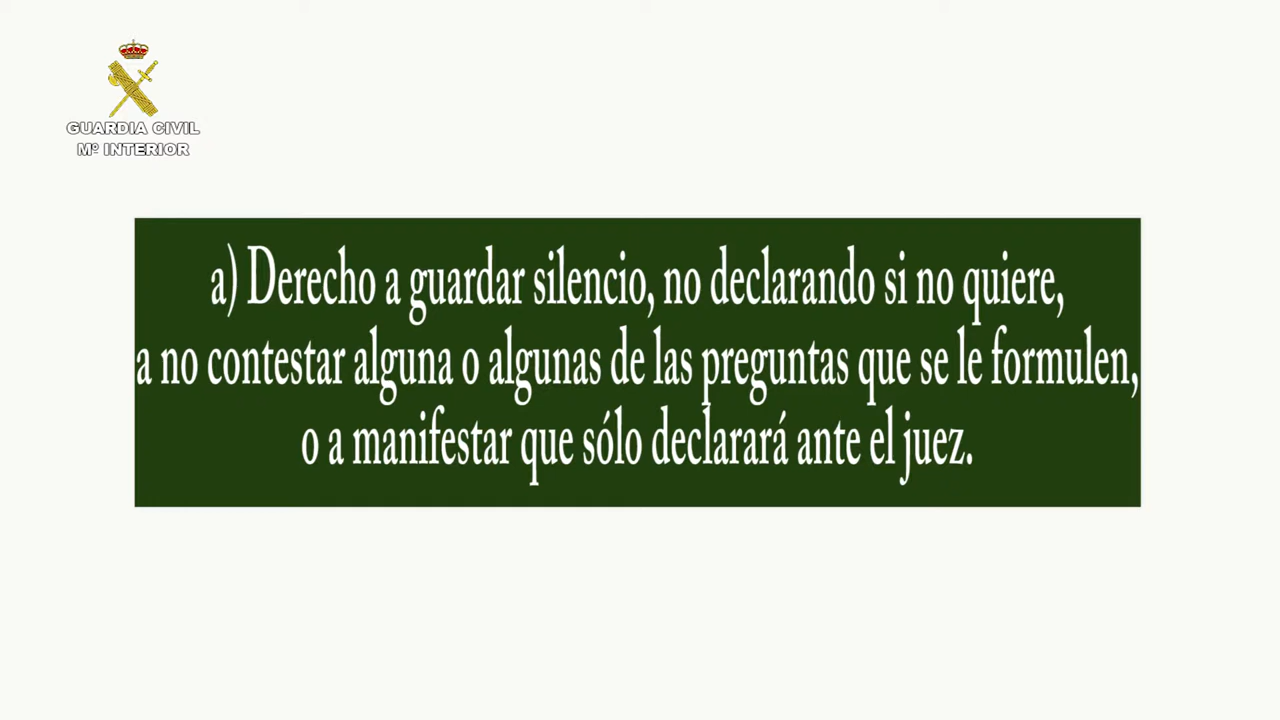 GUARDIA CIVIL
Mº INTERIOR
a) Derecho a guardar silencio, no declarando si no quiere,
a no contestar alguna o algunas de las preguntas que se le formulen,
o a manifestar que sólo declarará ante el juez.